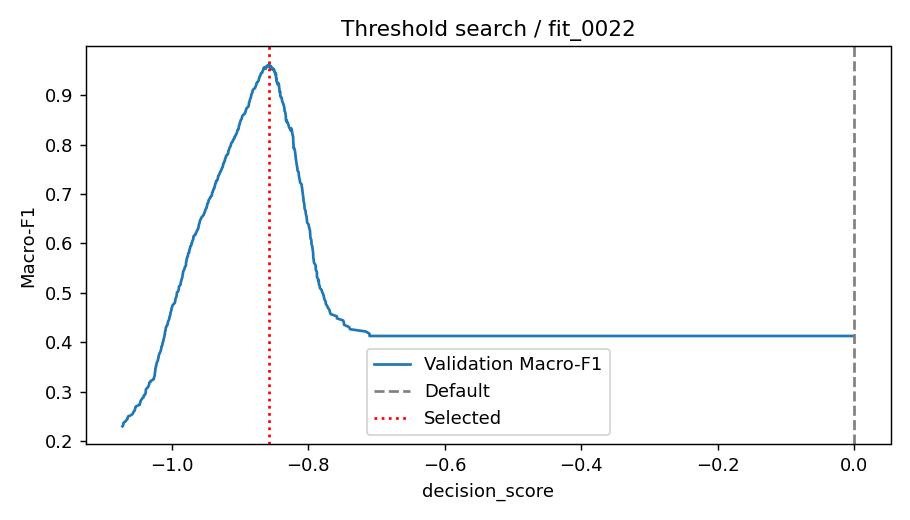 Threshold search / fit_0022
Macro-F1
0.9
0.8
0.7
0.6
0.5
0.4
0.3
0.2
Validation Macro-F1
Default
Selected
−1.0
−0.8
−0.6
−0.4
−0.2
0.0
decision_score